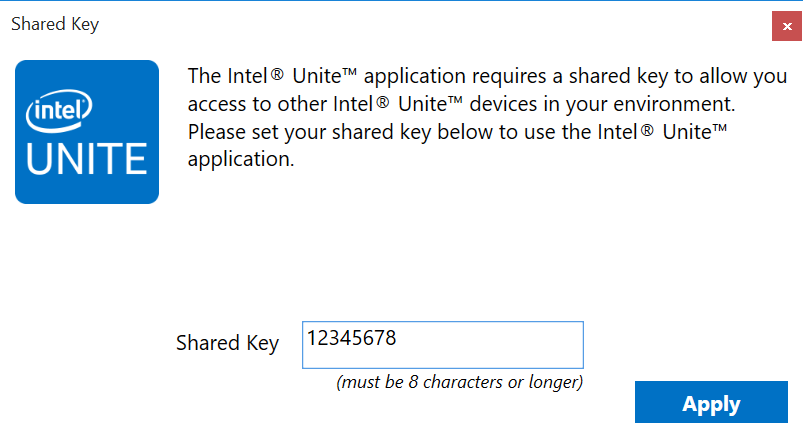 Shared Key
intel
UNITE
The Intel® Unite™ application requires a shared key to allow you
access to other Intel® Unite™ devices in your environment.
Please set your shared key below to use the Intel® Unite™
application.
Shared Key
12345678
(must be 8 characters or longer)
Apply